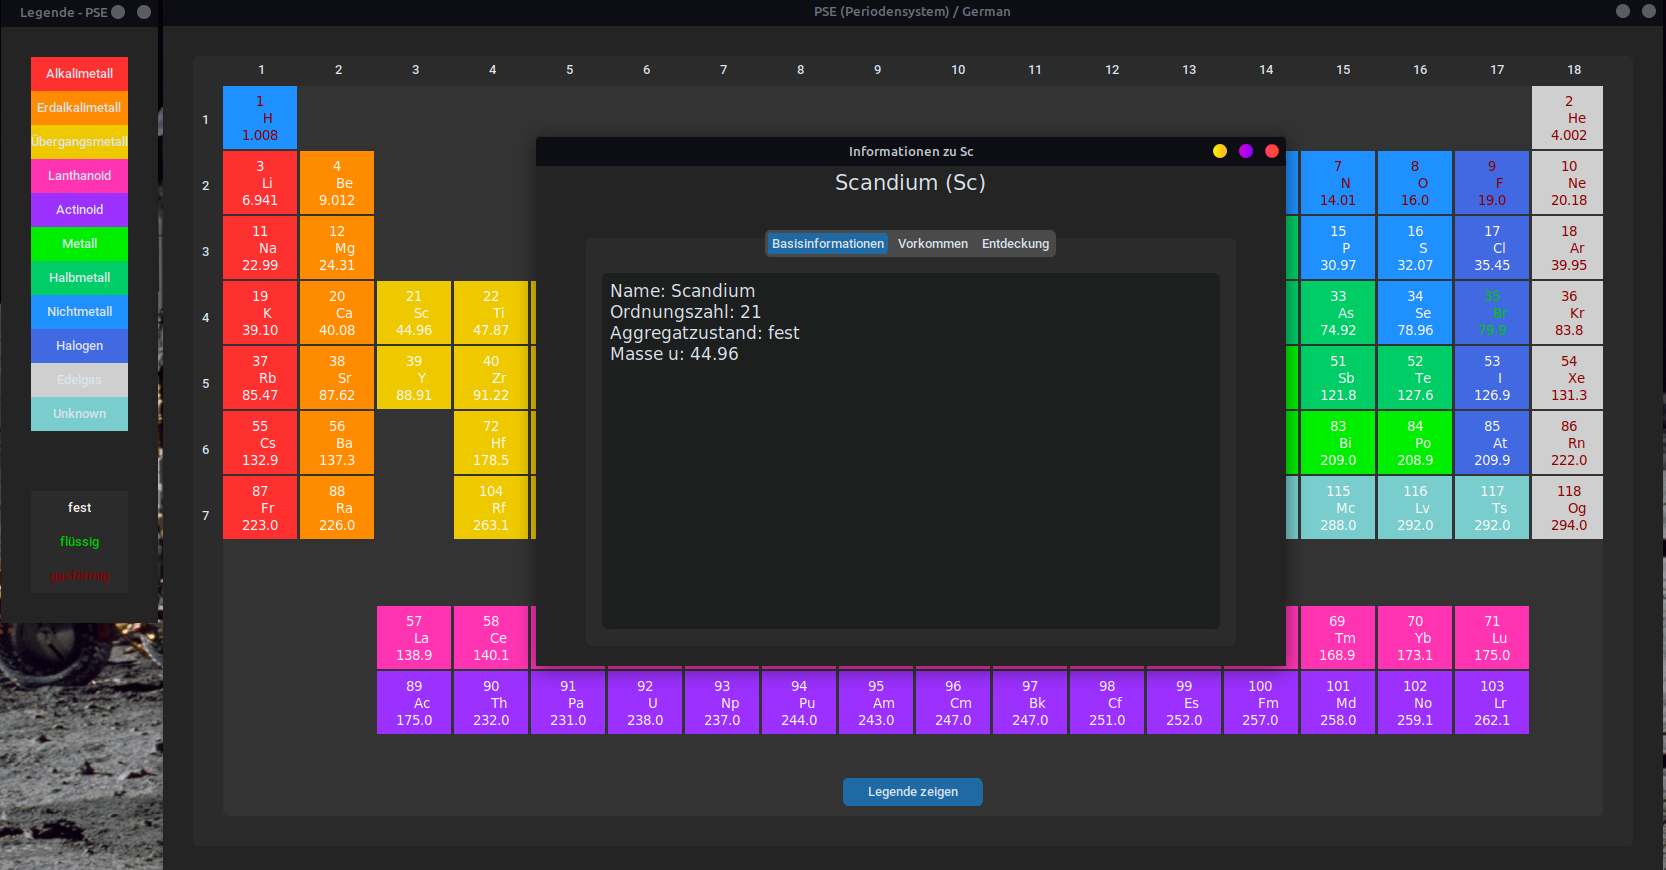 Legende - PSE
PSE (Periodensystem) / German
Alkalimetall
Erdalkalimetall
Übergangsmetall
Lanthanoid
Actinoid
Metall
Halbmetall
Nichtmetall
Halogen
Edelgas
Unknown
fest
flüssig
gasförmig
1 2 3 4 5 6 7 8 9 10 11 12 13 14 15 16 17 18
1
1 2
H He
1.008 4.002
Informationen zu Sc
Scandium (Sc)
Basisinformationen Vorkommen Entdeckung
Name: Scandium
Ordnungszahl: 21
Aggregatzustand: fest
Masse u: 44.96
2
3 4 7 8 9 10
Li Be N O F Ne
6.941 9.012 14.01 16.0 19.0 20.18
3
11 12 15 16 17 18
Na Mg P S Cl Ar
22.99 24.31 30.97 32.07 35.45 39.95
4
19 20 21 22 33 34 35 36
K Ca Sc Ti As Se Br Kr
39.10 40.08 44.96 47.87 74.92 78.96 79.9 83.8
5
37 38 39 40 51 52 53 54
Rb Sr Y Zr Sb Te I Xe
85.47 87.62 88.91 91.22 121.8 127.6 126.9 131.3
6
55 56 72 83 84 85 86
Cs Ba Hf Bi Po At Rn
132.9 137.3 178.5 209.0 208.9 209.9 222.0
7
87 88 104 115 116 117 118
Fr Ra Rf Mc Lv Ts Og
223.0 226.0 263.1 288.0 292.0 292.0 294.0
57 58 69 70 71
La Ce Tm Yb Lu
138.9 140.1 168.9 173.1 175.0
89 90 91 92 93 94 95 96 97 98 99 100 101 102 103
Ac Th Pa U Np Pu Am Cm Bk Cf Es Fm Md No Lr
175.0 232.0 231.0 238.0 237.0 244.0 243.0 247.0 247.0 251.0 252.0 257.0 258.0 259.1 262.1
Legende zeigen